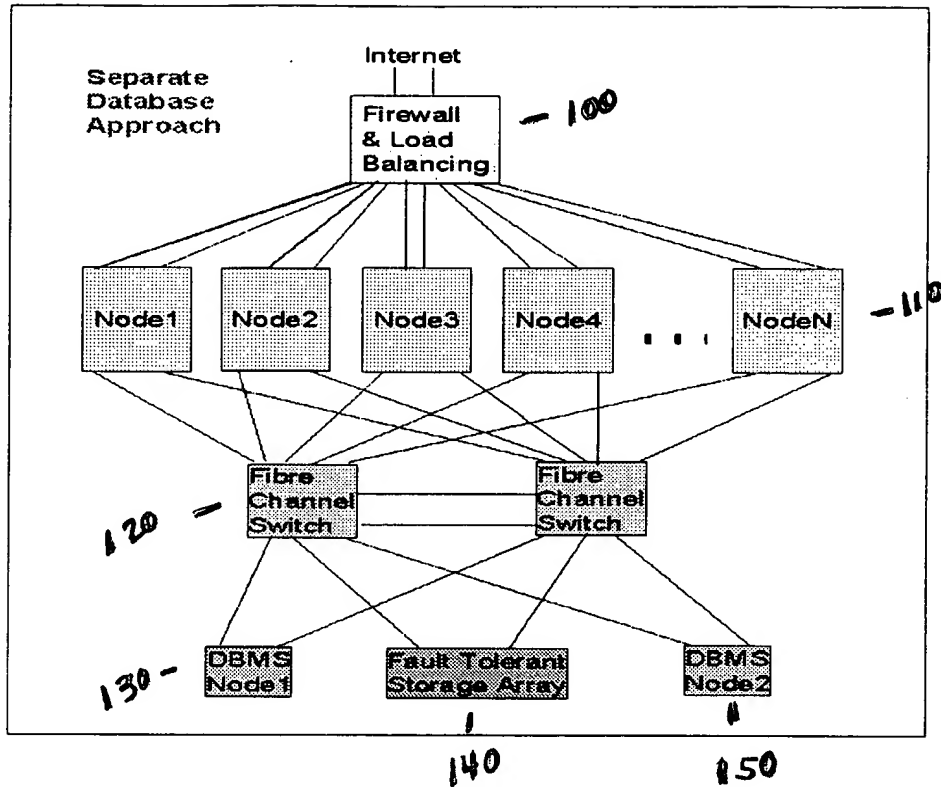 Internet
Separate
Database
Approach
Firewall
& Load
Balancing
- 100
Node1
Node2
Node3
Node4
. . .
NodeN
- 110
Fibre
Channel
Switch
Fibre
Channel
Switch
120 -
DBMS
Node1
Fault Tolerant
Storage Array
DBMS
Node2
130 -
140
150